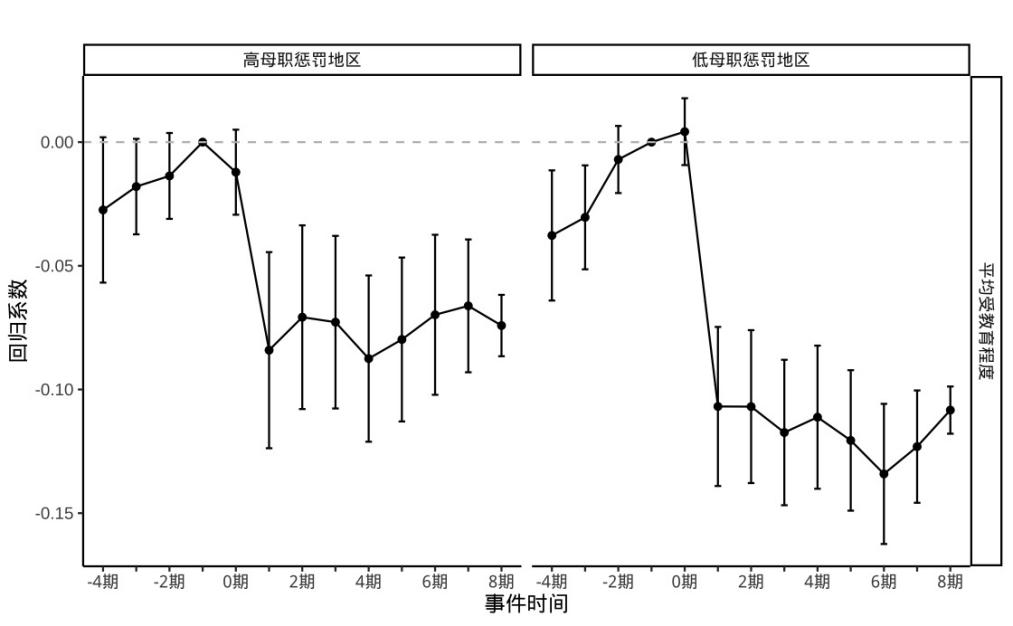 高母职惩罚地区
低母职惩罚地区
0.00
-0.05
-0.10
-0.15
回归系数
平均受教育程度
-4期 -2期 0期 2期 4期 6期 8期
-4期 -2期 0期 2期 4期 6期 8期
事件时间